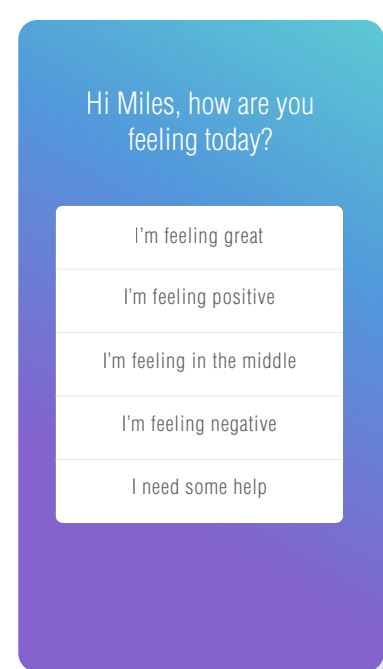 Hi Miles, how are you
feeling today?
I'm feeling great
I'm feeling positive
I'm feeling in the middle
I'm feeling negative
I need some help